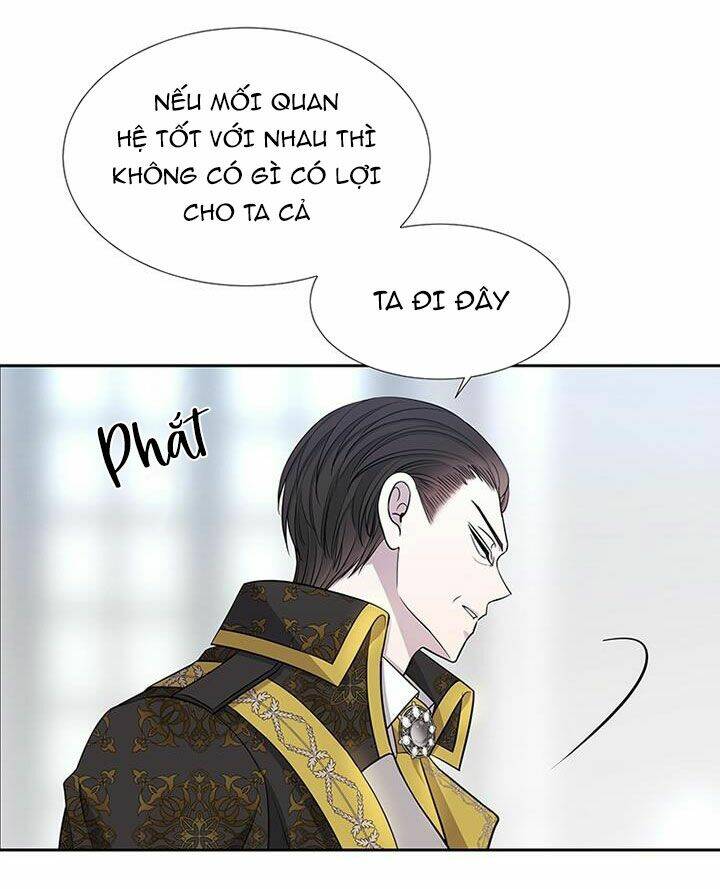 NẾU MỐI QUAN
HỆ TỐT VỚI NHAU THÌ
KHÔNG CÓ GÌ CÓ LỢI
CHO TA CẢ
TA ĐI ĐÂY
Phắt